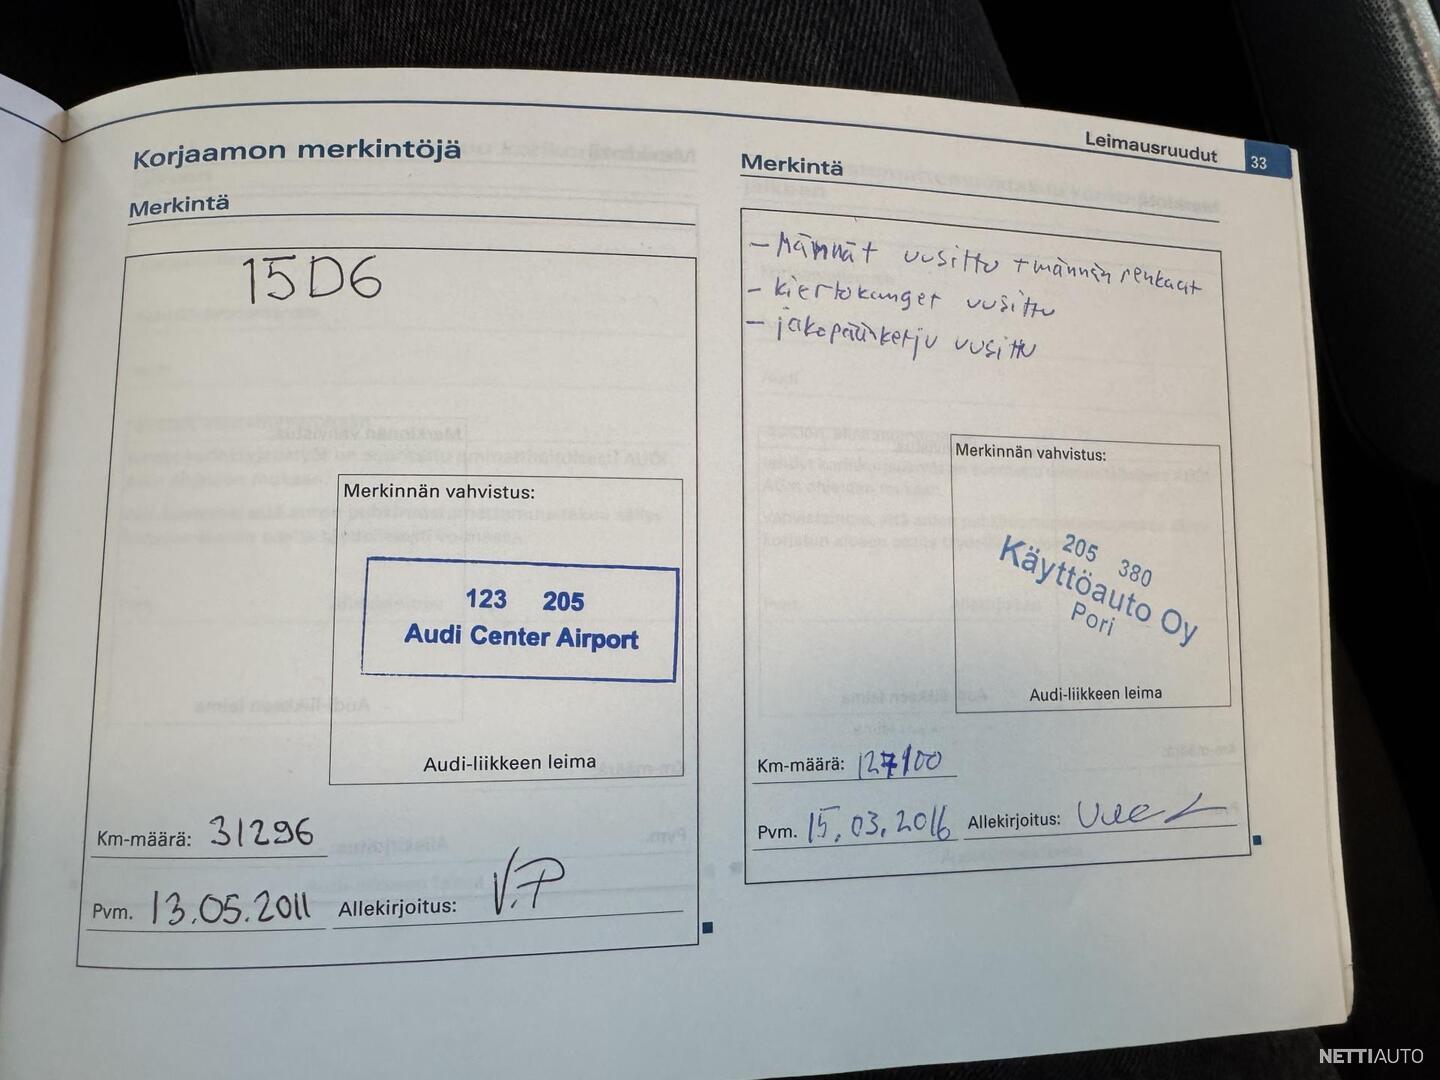 Leimausruudut 33
Korjaamon merkintöjä
Merkintä
15D6
Merkinnän vahvistus:
123 205
Audi Center Airport
Audi-liikkeen leima
Km-määrä: 31296
Pvm. 13.05.2011 Allekirjoitus: V.P
Merkintä
- Männät uusittu + männän renkaat
- kiertokanget uusittu
- jakopäänketju uusittu
Merkinnän vahvistus:
205 380
Käyttöauto Oy
Pori
Audi-liikkeen leima
Km-määrä: 127100
Pvm. 15.03.2016 Allekirjoitus:
NETTIAUTO